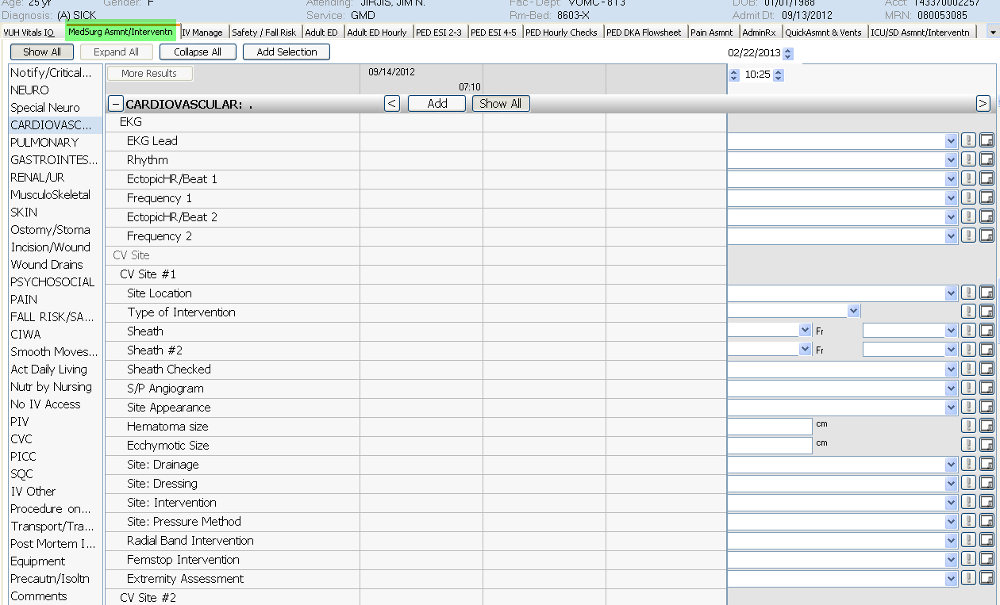 Age: 25 yr Gender: F Attending: JIRJIS, JIM N. Fac - Dept: VUMC - 8T3 DOB: 01/01/1988 Acct: 143370002257
Diagnosis: (A) SICK Service: GMD Rm-Bed: 8603-X Admit Dt: 09/13/2012 MRN: 080053085
VUH Vitals IO MedSurg Asmnt/Interventn IV Manage Safety / Fall Risk Adult ED Adult ED Hourly PED ESI 2-3 PED ESI 4-5 PED Hourly Checks PED DKA Flowsheet Pain Asmnt AdminRx QuickAsmnt & Vents ICU/SD Asmnt/Interventn
Show All Expand All Collapse All Add Selection 02/22/2013
More Results 09/14/2012 10:25
07:10
− CARDIOVASCULAR: . < Add Show All >
Notify/Critical...
NEURO
Special Neuro
CARDIOVASC...
PULMONARY
GASTROINTES...
RENAL/UR
MusculoSkeletal
SKIN
Ostomy/Stoma
Incision/Wound
Wound Drains
PSYCHOSOCIAL
PAIN
FALL RISK/SA...
CIWA
Smooth Moves...
Act Daily Living
Nutr by Nursing
No IV Access
PIV
CVC
PICC
SQC
IV Other
Procedure on...
Transport/Tra...
Post Mortem I...
Equipment
Precautn/Isoltn
Comments
EKG
EKG Lead
Rhythm
EctopicHR/Beat 1
Frequency 1
EctopicHR/Beat 2
Frequency 2
CV Site
CV Site #1
Site Location
Type of Intervention
Sheath Fr
Sheath #2 Fr
Sheath Checked
S/P Angiogram
Site Appearance
Hematoma size cm
Ecchymotic Size cm
Site: Drainage
Site: Dressing
Site: Intervention
Site: Pressure Method
Radial Band Intervention
Femstop Intervention
Extremity Assessment
CV Site #2